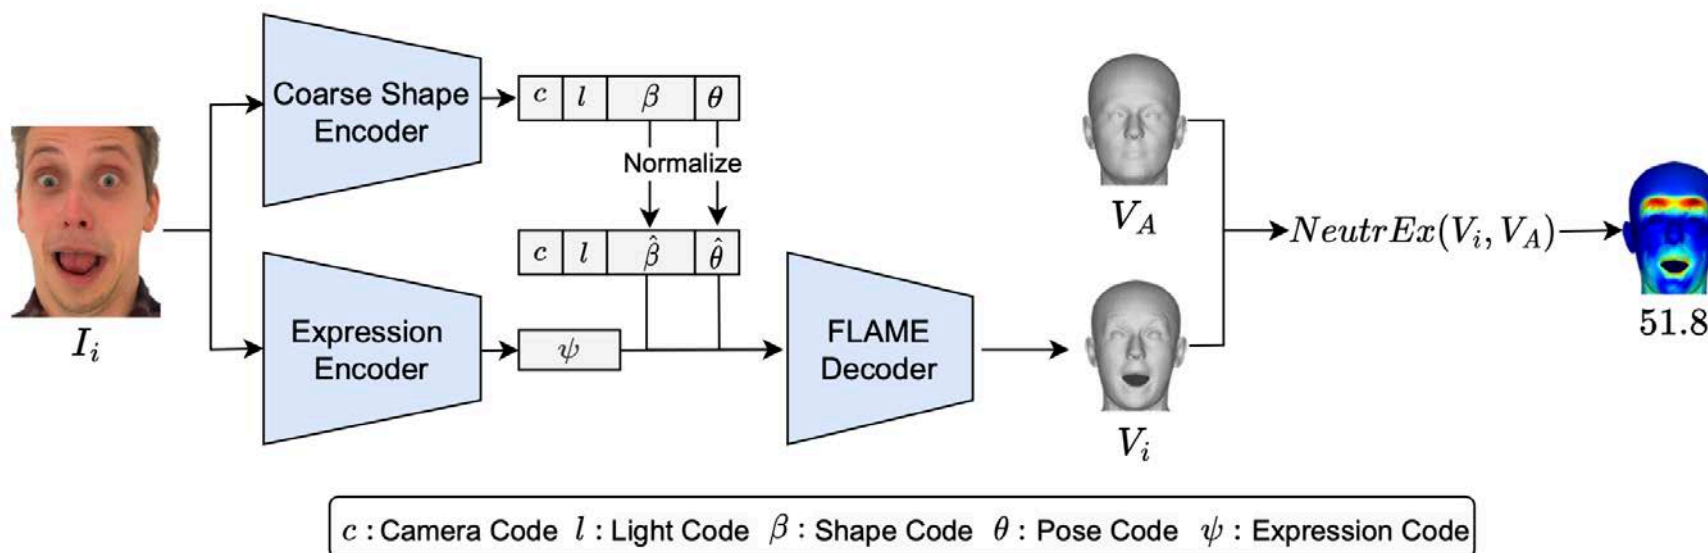 Coarse Shape
Encoder
c l β θ
Normalize
c l β̂ θ̂
I_i
Expression
Encoder
ψ
FLAME
Decoder
V_A
V_i
NeutrEx(V_i, V_A)
51.8
c : Camera Code l : Light Code β : Shape Code θ : Pose Code ψ : Expression Code